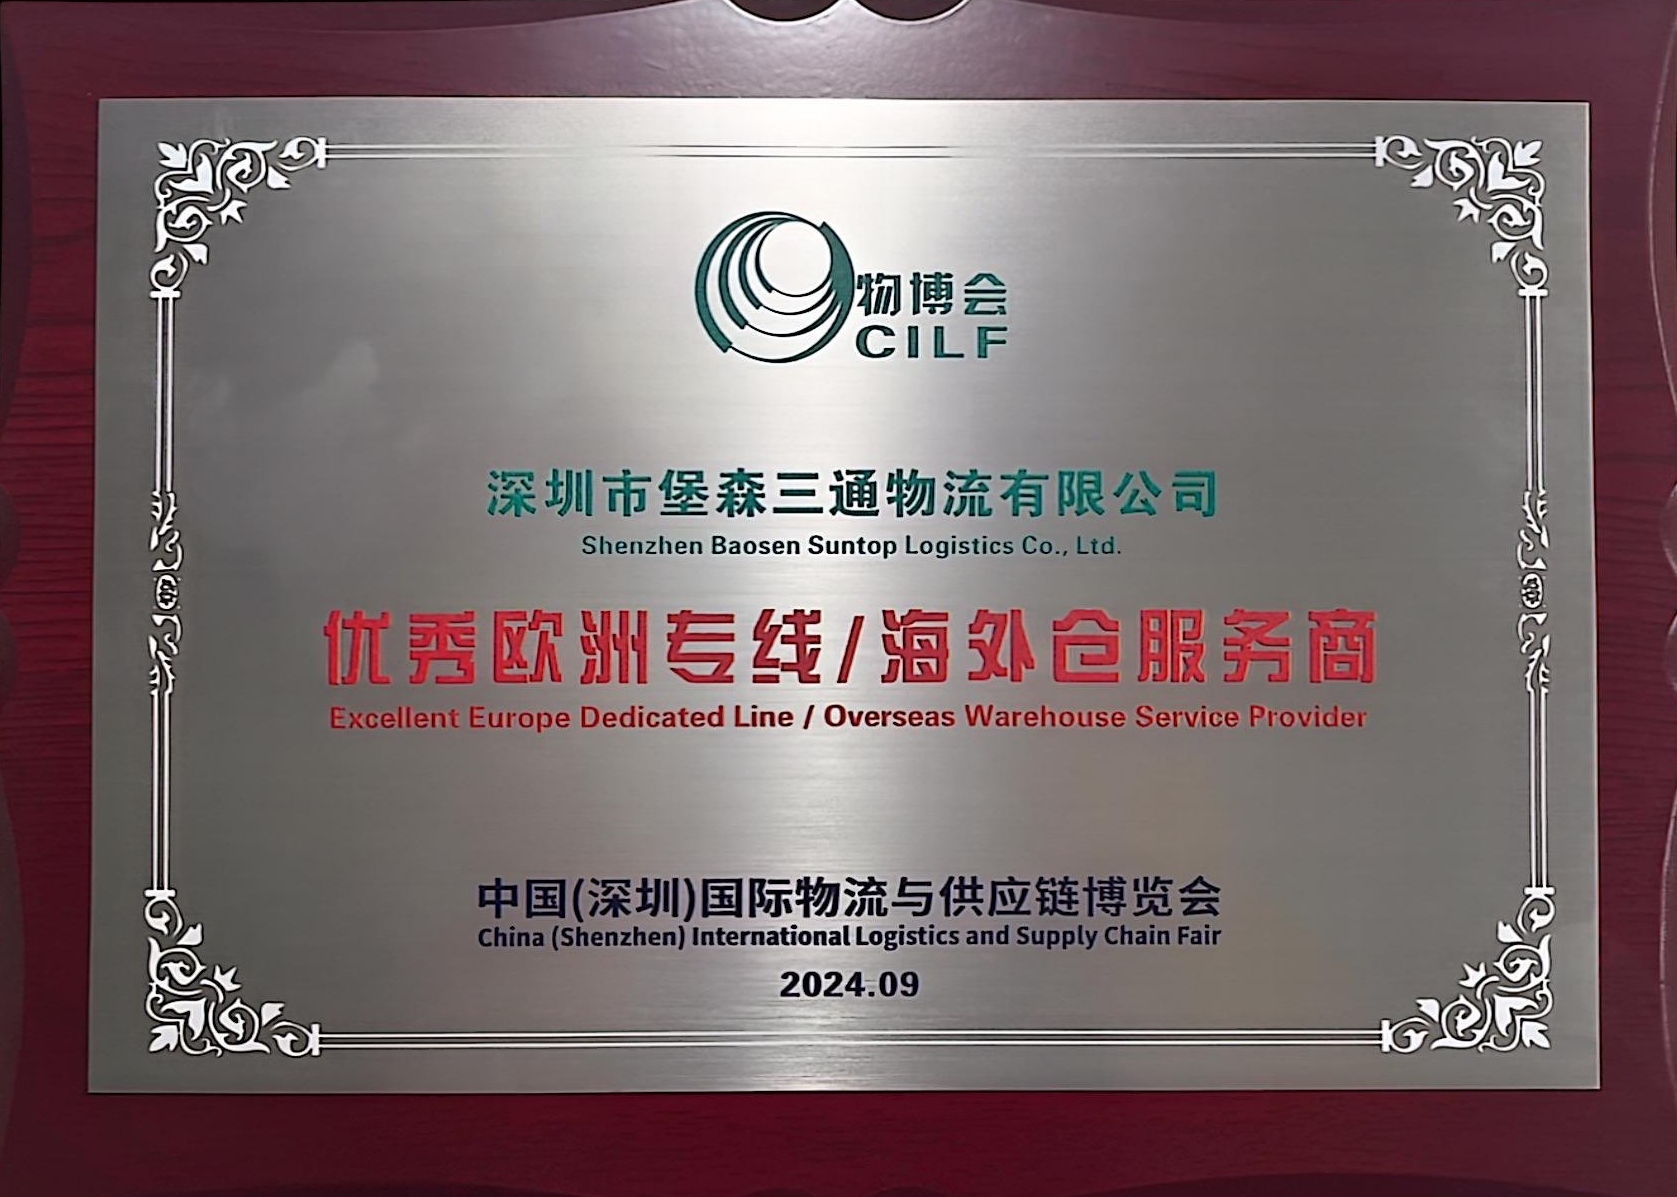 物博会
CILF
深圳市堡森三通物流有限公司
Shenzhen Baosen Suntop Logistics Co., Ltd.
优秀欧洲专线/海外仓服务商
Excellent Europe Dedicated Line / Overseas Warehouse Service Provider
中国(深圳)国际物流与供应链博览会
China (Shenzhen) International Logistics and Supply Chain Fair
2024.09